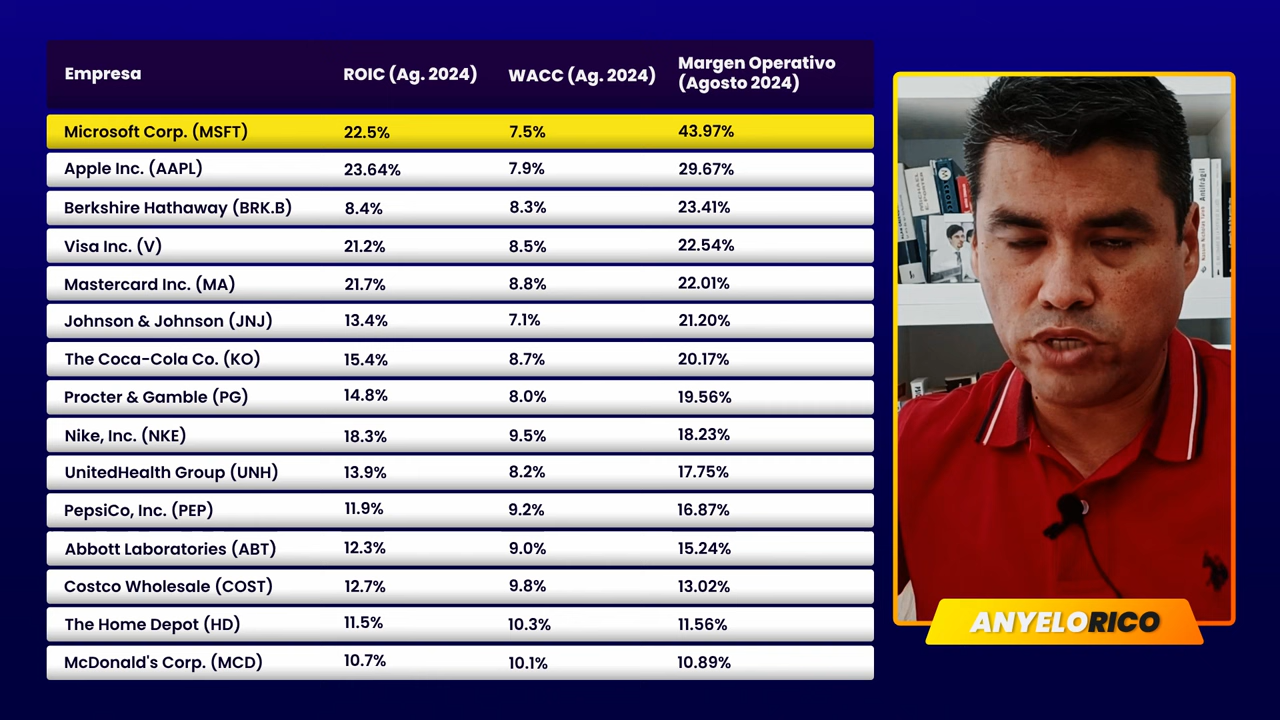 Empresa ROIC (Ag. 2024) WACC (Ag. 2024) Margen Operativo (Agosto 2024)
Microsoft Corp. (MSFT) 22.5% 7.5% 43.97%
Apple Inc. (AAPL) 23.64% 7.9% 29.67%
Berkshire Hathaway (BRK.B) 8.4% 8.3% 23.41%
Visa Inc. (V) 21.2% 8.5% 22.54%
Mastercard Inc. (MA) 21.7% 8.8% 22.01%
Johnson & Johnson (JNJ) 13.4% 7.1% 21.20%
The Coca-Cola Co. (KO) 15.4% 8.7% 20.17%
Procter & Gamble (PG) 14.8% 8.0% 19.56%
Nike, Inc. (NKE) 18.3% 9.5% 18.23%
UnitedHealth Group (UNH) 13.9% 8.2% 17.75%
PepsiCo, Inc. (PEP) 11.9% 9.2% 16.87%
Abbott Laboratories (ABT) 12.3% 9.0% 15.24%
Costco Wholesale (COST) 12.7% 9.8% 13.02%
The Home Depot (HD) 11.5% 10.3% 11.56%
McDonald's Corp. (MCD) 10.7% 10.1% 10.89%
Antifrágil
ANYELORICO